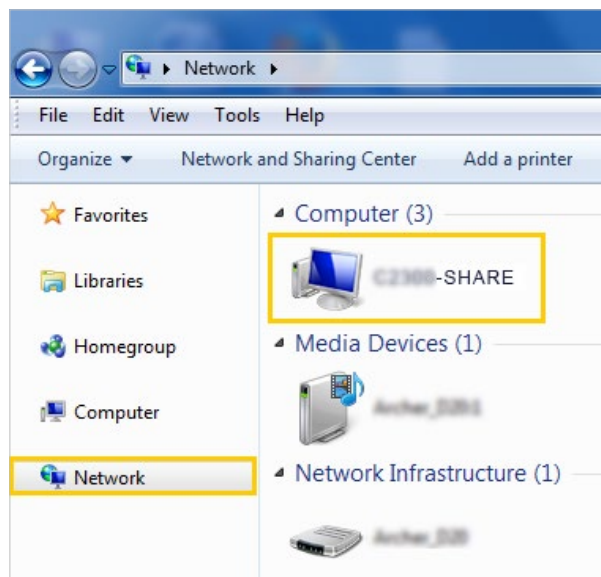 Network
File Edit View Tools Help
Organize Network and Sharing Center Add a printer
Favorites
Computer (3)
-SHARE
Libraries
Homegroup
Media Devices (1)
Computer
Network
Network Infrastructure (1)